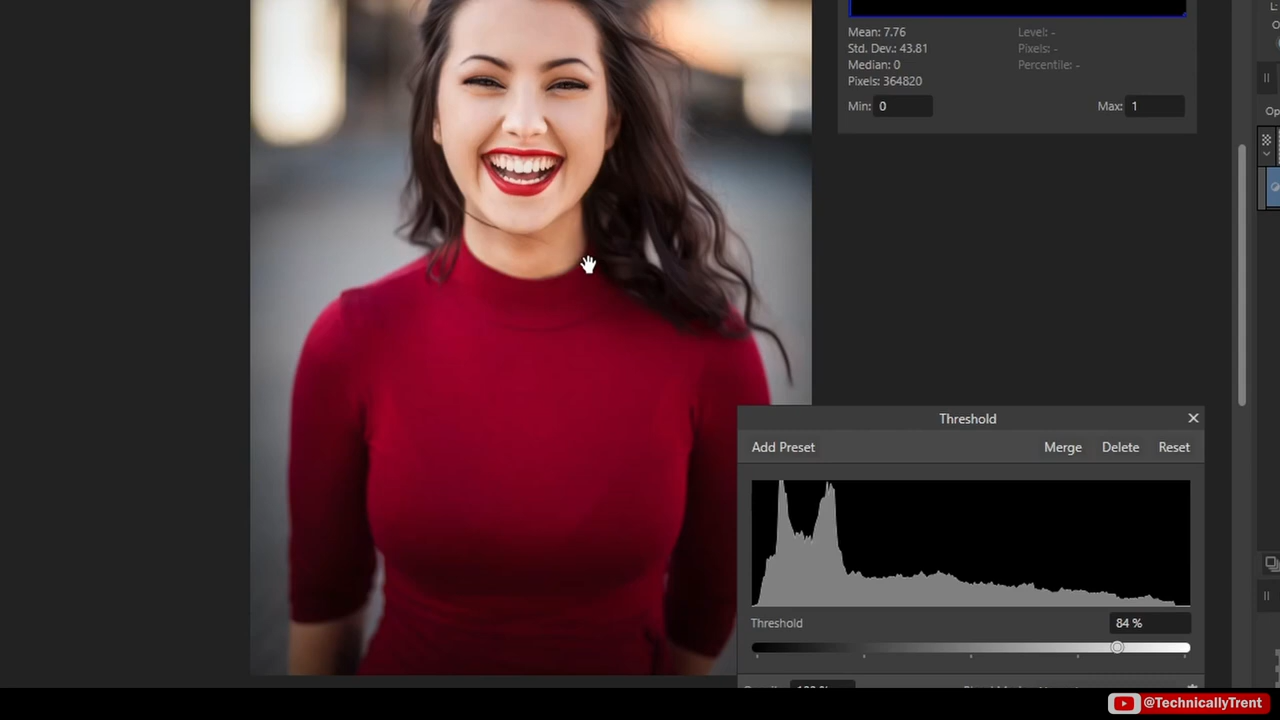 Mean: 7.76
Std. Dev.: 43.81
Median: 0
Pixels: 364820
Level: -
Pixels: -
Percentile: -
Min: 0
Max: 1
Threshold
Add Preset
Merge
Delete
Reset
Threshold
84 %
@TechnicallyTrent